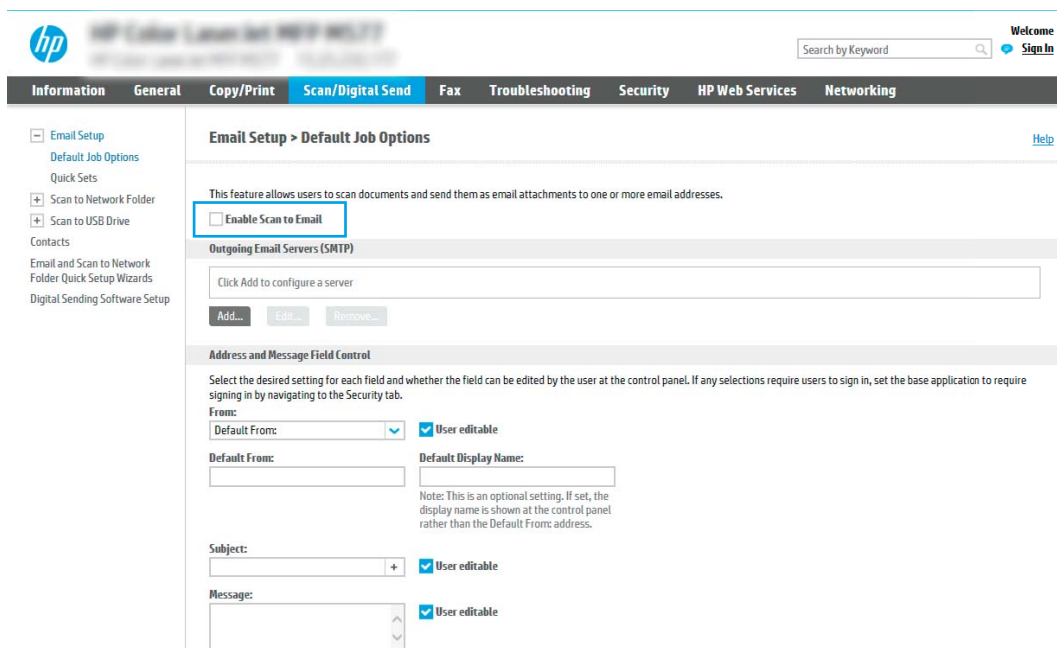 hp
Welcome
Search by Keyword
Sign In
Information General Copy/Print Scan/Digital Send Fax Troubleshooting Security HP Web Services Networking
Email Setup
Default Job Options
Quick Sets
Scan to Network Folder
Scan to USB Drive
Contacts
Email and Scan to Network
Folder Quick Setup Wizards
Digital Sending Software Setup
Email Setup > Default Job Options
Help
This feature allows users to scan documents and send them as email attachments to one or more email addresses.
Enable Scan to Email
Outgoing Email Servers (SMTP)
Click Add to configure a server
Add... Edit... Remove...
Address and Message Field Control
Select the desired setting for each field and whether the field can be edited by the user at the control panel. If any selections require users to sign in, set the base application to require
signing in by navigating to the Security tab.
From:
Default From: User editable
Default From: Default Display Name:
Note: This is an optional setting. If set, the
display name is shown at the control panel
rather than the Default From: address.
Subject:
+ User editable
Message:
User editable